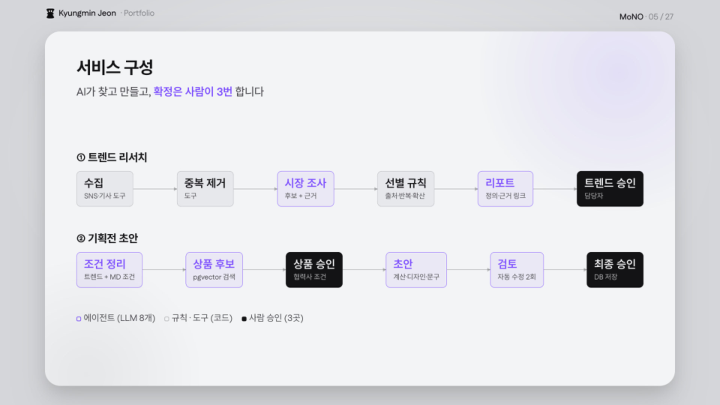 Kyungmin Jeon · Portfolio
MoNO · 05 / 27
서비스 구성
AI가 찾고 만들고, 확정은 사람이 3번 합니다
① 트렌드 리서치
수집
SNS·기사 도구
중복 제거
도구
시장 조사
후보 + 근거
선별 규칙
출처·반복·확산
리포트
정의·근거 링크
트렌드 승인
담당자
② 기획전 초안
조건 정리
트렌드 + MD 조건
상품 후보
pgvector 검색
상품 승인
협력사 조건
초안
계산·디자인·문구
검토
자동 수정 2회
최종 승인
DB 저장
에이전트 (LLM 8개) 규칙·도구 (코드) 사람 승인 (3곳)